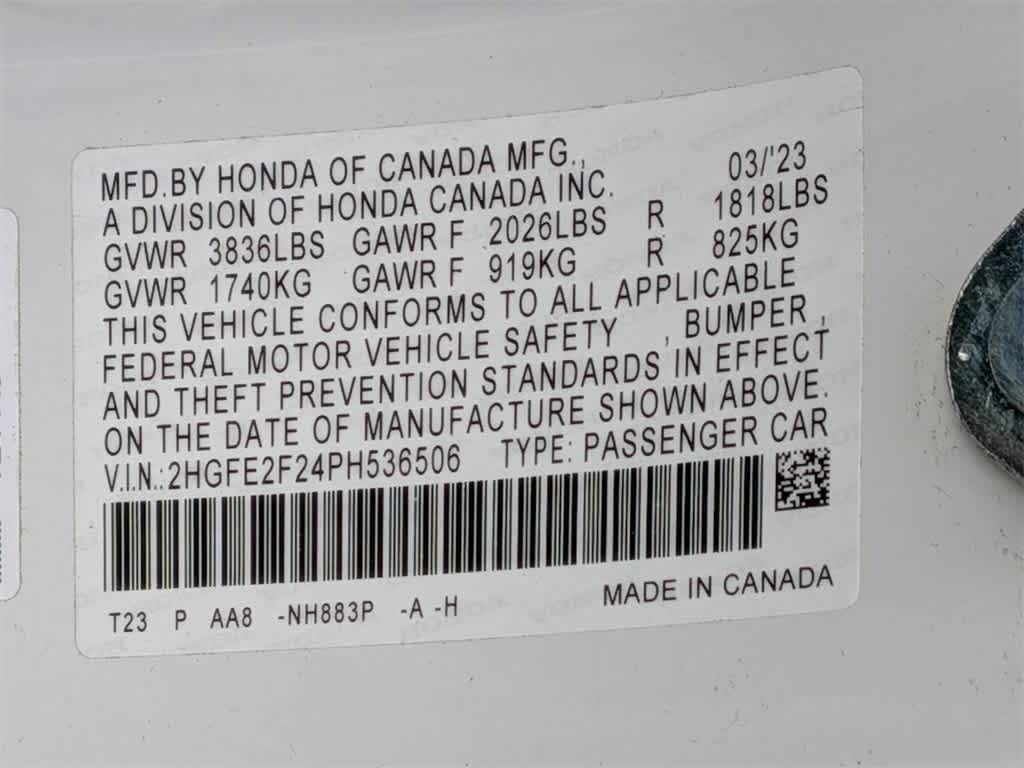 MFD.BY HONDA OF CANADA MFG., 03/'23
A DIVISION OF HONDA CANADA INC.
GVWR 3836LBS GAWR F 2026LBS R 1818LBS
GVWR 1740KG GAWR F 919KG R 825KG
THIS VEHICLE CONFORMS TO ALL APPLICABLE
FEDERAL MOTOR VEHICLE SAFETY , BUMPER ,
AND THEFT PREVENTION STANDARDS IN EFFECT
ON THE DATE OF MANUFACTURE SHOWN ABOVE.
V.I.N.:2HGFE2F24PH536506 TYPE: PASSENGER CAR
T23 P AA8 -NH883P -A -H MADE IN CANADA